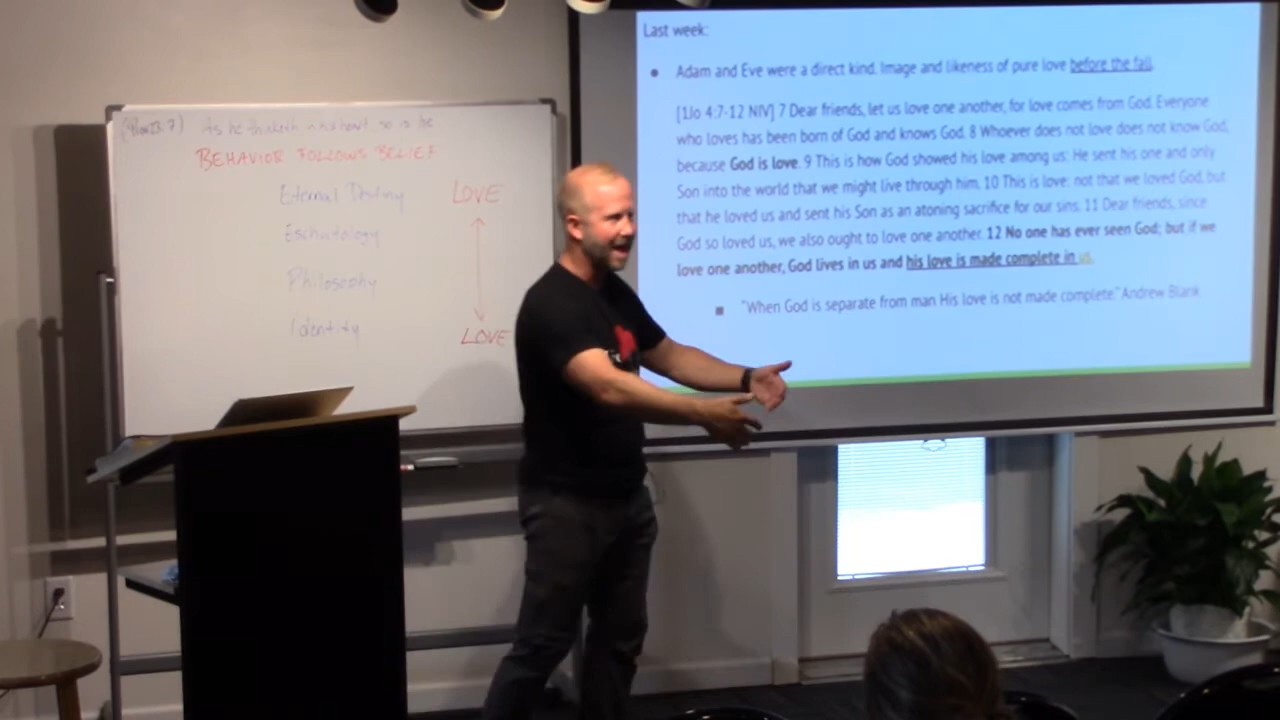 (Prov 23:7) As he thinketh in his heart so is he
BEHAVIOR FOLLOWS BELIEF
Eternal Destiny LOVE
Eschatology
Philosophy
Identity LOVE
Last week:
• Adam and Eve were a direct kind. Image and likeness of pure love before the fall.
[1Jo 4:7-12 NIV] 7 Dear friends, let us love one another, for love comes from God. Everyone
who loves has been born of God and knows God. 8 Whoever does not love does not know God,
because God is love. 9 This is how God showed his love among us: He sent his one and only
Son into the world that we might live through him. 10 This is love: not that we loved God, but
that he loved us and sent his Son as an atoning sacrifice for our sins. 11 Dear friends, since
God so loved us, we also ought to love one another. 12 No one has ever seen God; but if we
love one another, God lives in us and his love is made complete in us.
▪ "When God is separate from man His love is not made complete." Andrew Blank